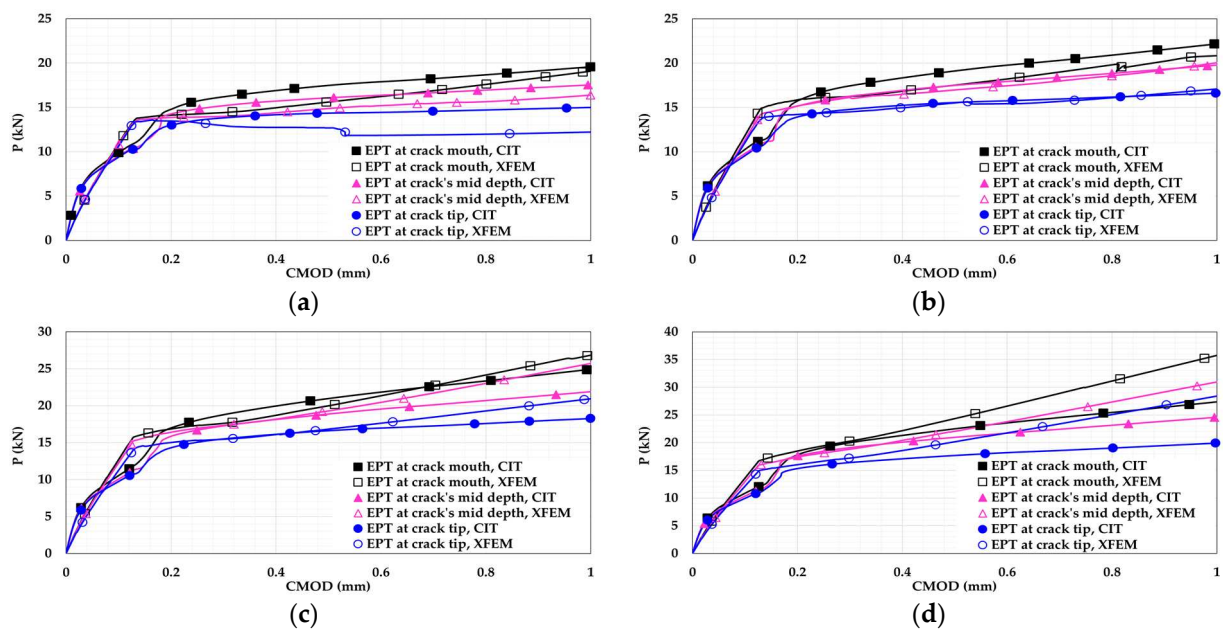 25
20
15
10
5
0
P (kN)
0 0.2 0.4 0.6 0.8 1
CMOD (mm)
EPT at crack mouth, CIT
EPT at crack mouth, XFEM
EPT at crack's mid depth, CIT
EPT at crack's mid depth, XFEM
EPT at crack tip, CIT
EPT at crack tip, XFEM
(a)
25
20
15
10
5
0
P (kN)
0 0.2 0.4 0.6 0.8 1
CMOD (mm)
EPT at crack mouth, CIT
EPT at crack mouth, XFEM
EPT at crack's mid depth, CIT
EPT at crack's mid depth, XFEM
EPT at crack tip, CIT
EPT at crack tip, XFEM
(b)
30
25
20
15
10
5
0
P (kN)
0 0.2 0.4 0.6 0.8 1
CMOD (mm)
EPT at crack mouth, CIT
EPT at crack mouth, XFEM
EPT at crack's mid depth, CIT
EPT at crack's mid depth, XFEM
EPT at crack tip, CIT
EPT at crack tip, XFEM
(c)
40
35
30
25
20
15
10
5
0
P (kN)
0 0.2 0.4 0.6 0.8 1
CMOD (mm)
EPT at crack mouth, CIT
EPT at crack mouth, XFEM
EPT at crack's mid depth, CIT
EPT at crack's mid depth, XFEM
EPT at crack tip, CIT
EPT at crack tip, XFEM
(d)